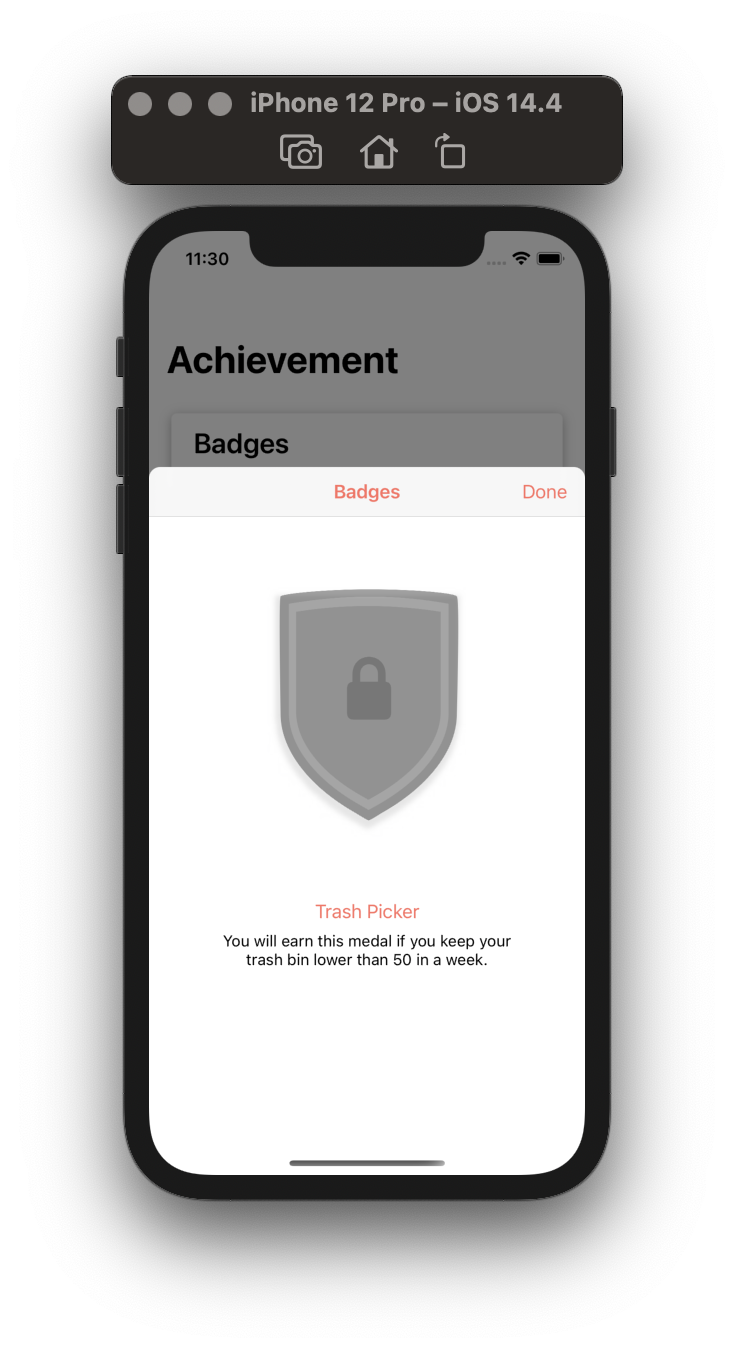 iPhone 12 Pro – iOS 14.4
11:30
Achievement
Badges
Badges
Done
Trash Picker
You will earn this medal if you keep your
trash bin lower than 50 in a week.